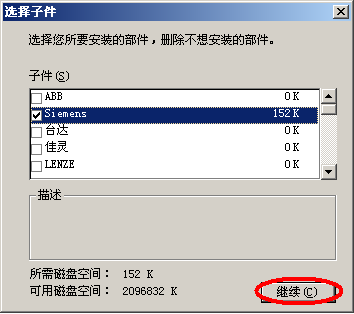 选择子件
选择您所要安装的部件，删除不想安装的部件。
子件(S)
ABB 0 K
Siemens 152 K
台达 0 K
佳灵 0 K
LENZE 0 K
描述
所需磁盘空间： 152 K
可用磁盘空间： 2096832 K
继续(C)